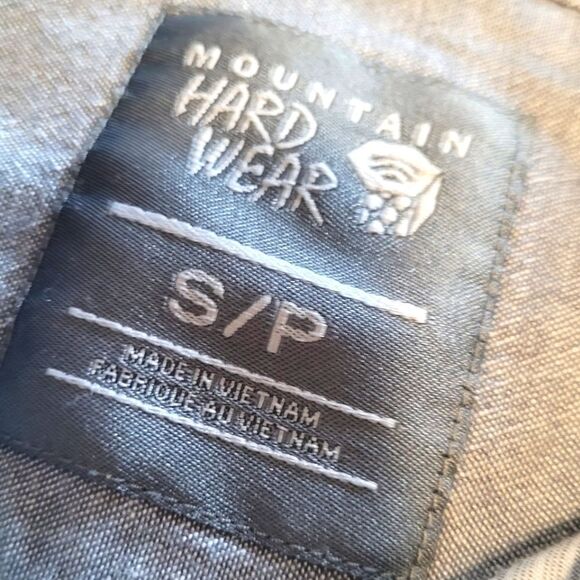 MOUNTAIN
HARD
WEAR
S/P
MADE IN VIETNAM
FABRIQUE AU VIETNAM